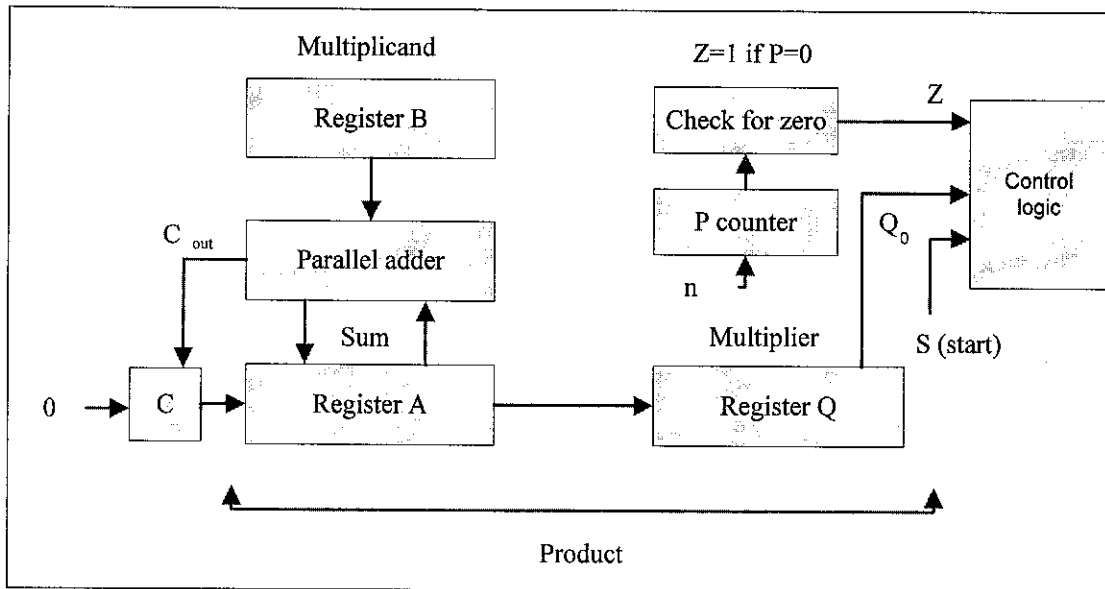 Multiplicand
Z=1 if P=0
Register B
Check for zero
Z
Control
logic
P counter
Q0
C out
Parallel adder
n
Sum
Multiplier
S (start)
0
C
Register A
Register Q
Product